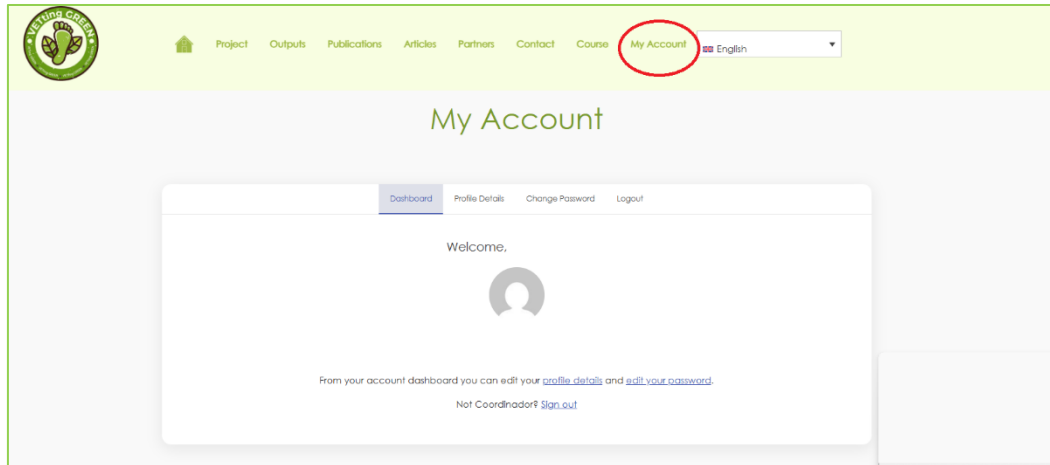 VETting GREEN
Project Outputs Publications Articles Partners Contact Course My Account English
My Account
Dashboard Profile Details Change Password Logout
Welcome,
From your account dashboard you can edit your profile details and edit your password.
Not Coordinador? Sign out